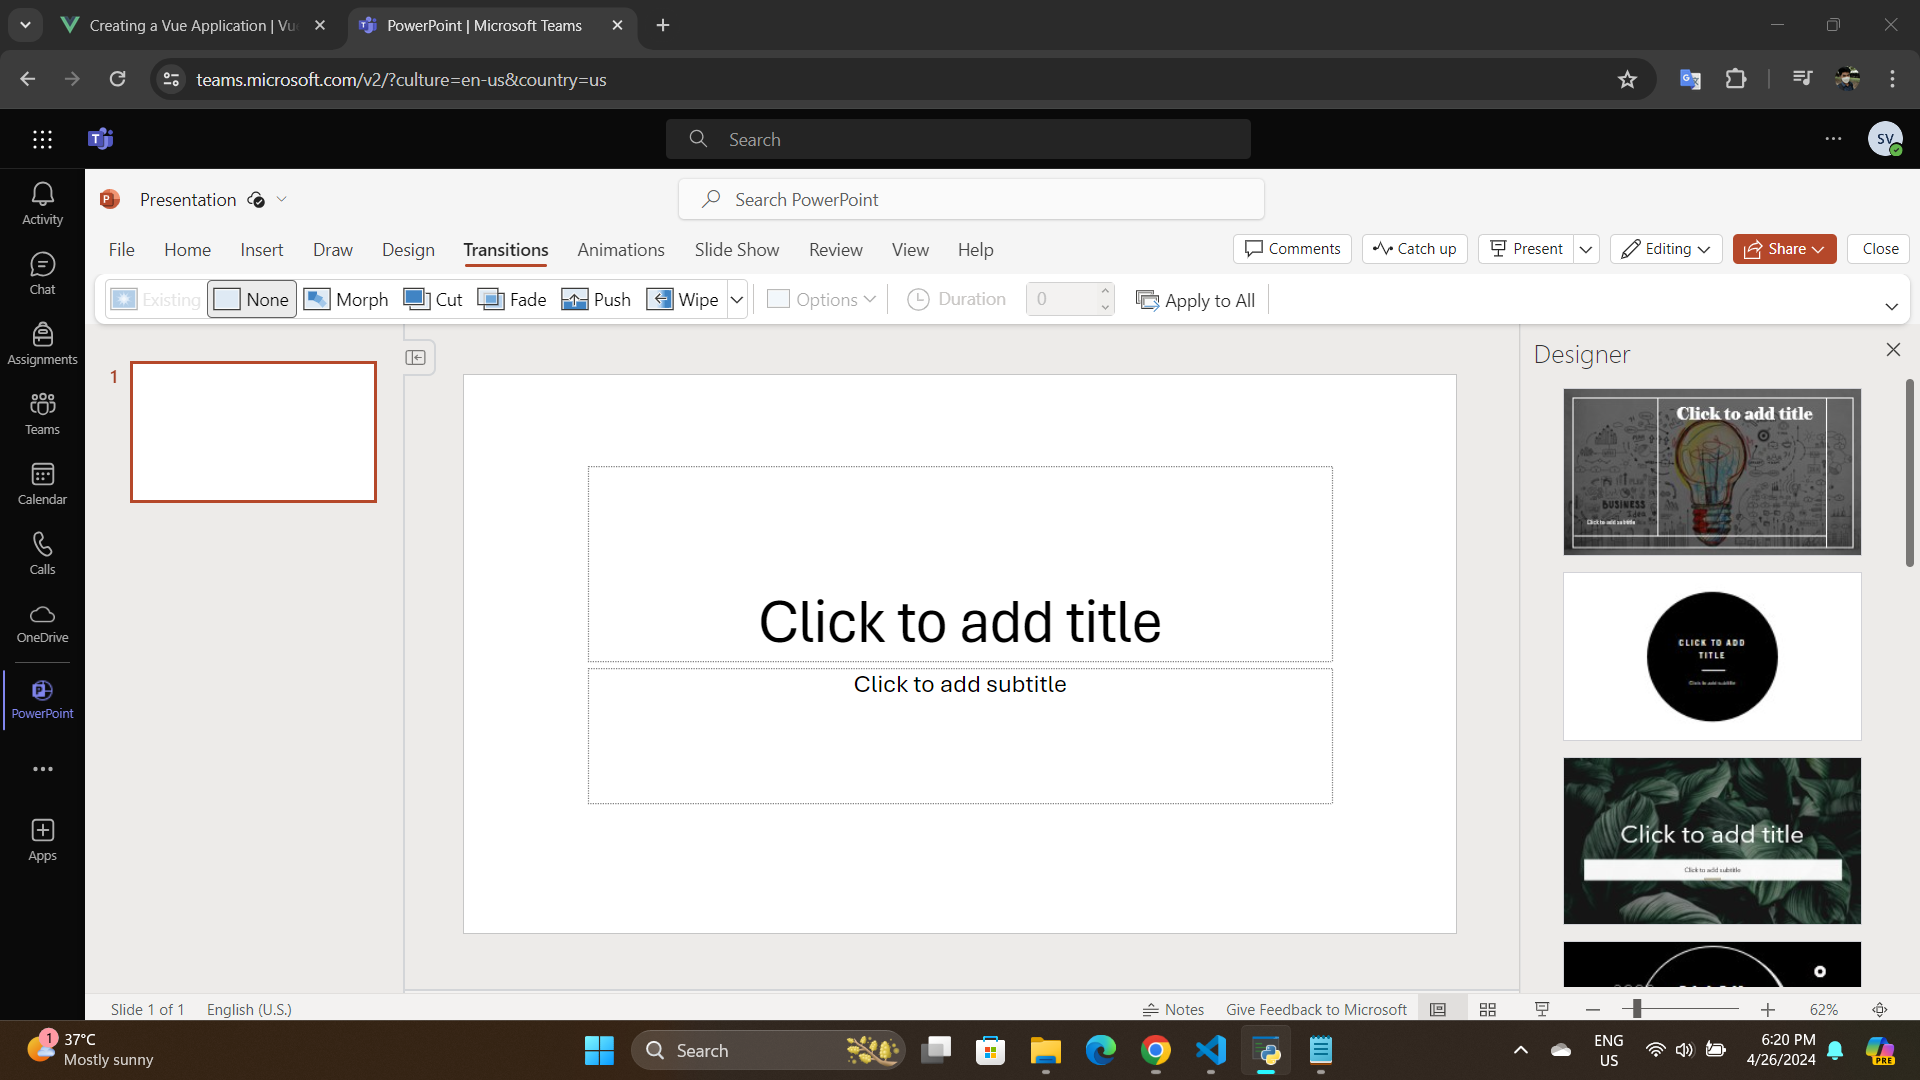 Creating a Vue Application | Vu
PowerPoint | Microsoft Teams
teams.microsoft.com/v2/?culture=en-us&country=us
Search
SV
Activity
Chat
Assignments
Teams
Calendar
Calls
OneDrive
PowerPoint
Apps
Presentation
Search PowerPoint
File Home Insert Draw Design Transitions Animations Slide Show Review View Help
Comments Catch up Present Editing Share Close
Existing None Morph Cut Fade Push Wipe Options Duration 0 Apply to All
1
Click to add title
Click to add subtitle
Designer
Click to add title
BUSINESS
Idea
Click to add subtitle
CLICK TO ADD
TITLE
Click to add subtitle
Click to add title
Click to add subtitle
Slide 1 of 1 English (U.S.)
Notes Give Feedback to Microsoft 62%
1
37°C
Mostly sunny
Search
ENG
US
6:20 PM
4/26/2024
PRE